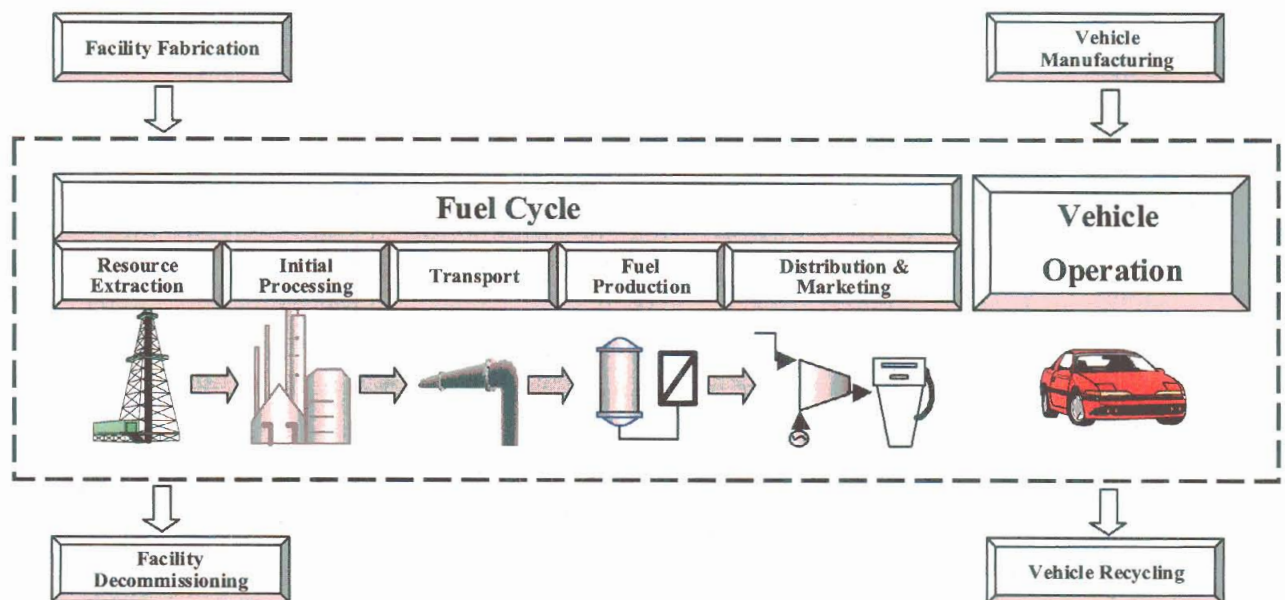 Facility Fabrication
Vehicle
Manufacturing
Fuel Cycle
Vehicle
Operation
Resource
Extraction
Initial
Processing
Transport
Fuel
Production
Distribution &
Marketing
Facility
Decommissioning
Vehicle Recycling